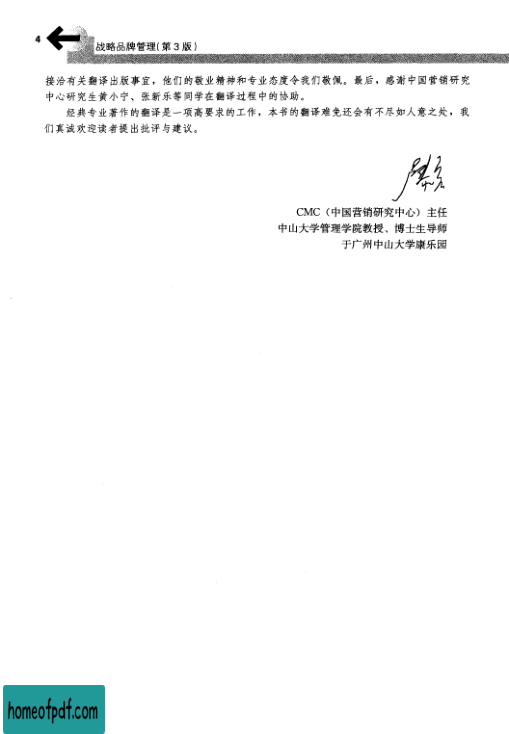 4
战略品牌管理(第3版)
接洽有关翻译出版事宜，他们的敬业精神和专业态度令我们敬佩。最后，感谢中国营销研究
中心研究生黄小宁、张新乐等同学在翻译过程中的协助。
经典专业著作的翻译是一项高要求的工作，本书的翻译难免还会有不尽如人意之处，我
们真诚欢迎读者提出批评与建议。
CMC（中国营销研究中心）主任
中山大学管理学院教授、博士生导师
于广州中山大学康乐园
homeofpdf.com